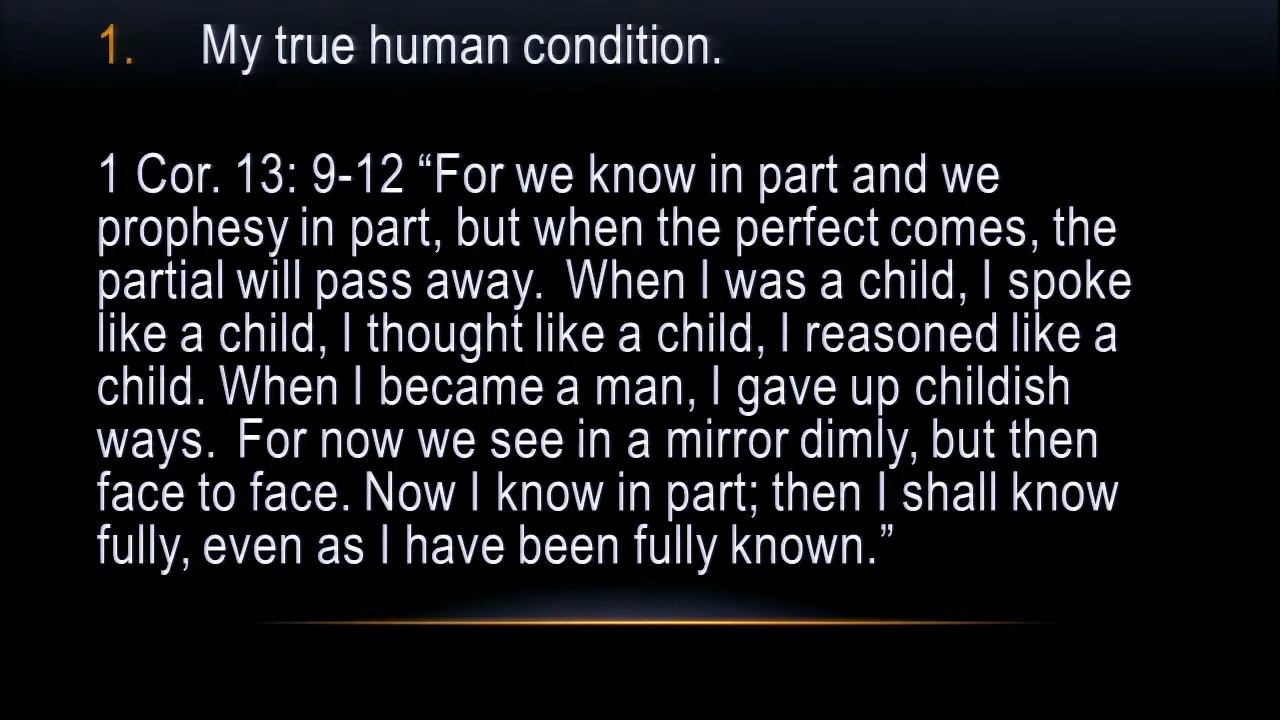 1. My true human condition.
1 Cor. 13: 9-12 “For we know in part and we
prophesy in part, but when the perfect comes, the
partial will pass away.  When I was a child, I spoke
like a child, I thought like a child, I reasoned like a
child. When I became a man, I gave up childish
ways.  For now we see in a mirror dimly, but then
face to face. Now I know in part; then I shall know
fully, even as I have been fully known.”